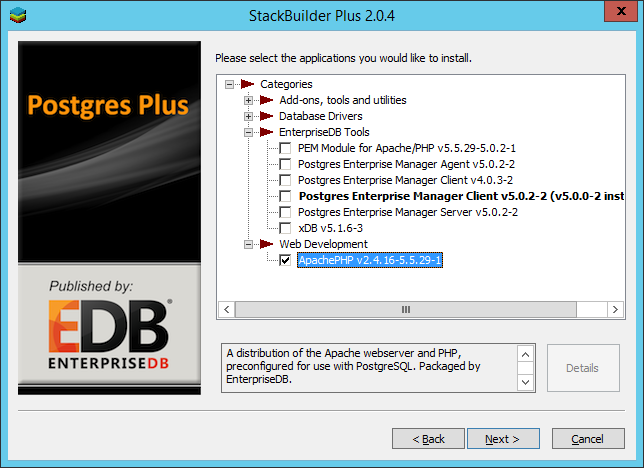 StackBuilder Plus 2.0.4
x
Please select the applications you would like to install.
Postgres Plus
Categories
Add-ons, tools and utilities
Database Drivers
EnterpriseDB Tools
PEM Module for Apache/PHP v5.5.29-5.0.2-1
Postgres Enterprise Manager Agent v5.0.2-2
Postgres Enterprise Manager Client v4.0.3-2
Postgres Enterprise Manager Client v5.0.2-2 (v5.0.0-2 inst
Postgres Enterprise Manager Server v5.0.2-2
xDB v5.1.6-3
Web Development
ApachePHP v2.4.16-5.5.29-1
Published by:
EDB®
ENTERPRISEDB
A distribution of the Apache webserver and PHP,
preconfigured for use with PostgreSQL. Packaged by
EnterpriseDB.
Details
< Back
Next >
Cancel